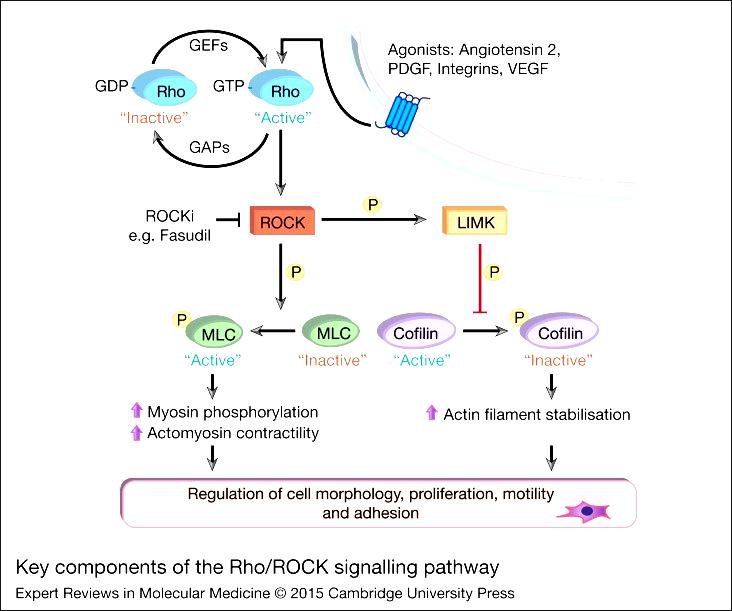 GEFs
Agonists: Angiotensin 2,
PDGF, Integrins, VEGF
GDP Rho GTP Rho
“Inactive” “Active”
GAPs
ROCKi
e.g. Fasudil
ROCK P LIMK
P P
P MLC MLC Cofilin P Cofilin
“Active” “Inactive” “Active” “Inactive”
Myosin phosphorylation
Actomyosin contractility
Actin filament stabilisation
Regulation of cell morphology, proliferation, motility
and adhesion
Key components of the Rho/ROCK signalling pathway
Expert Reviews in Molecular Medicine © 2015 Cambridge University Press